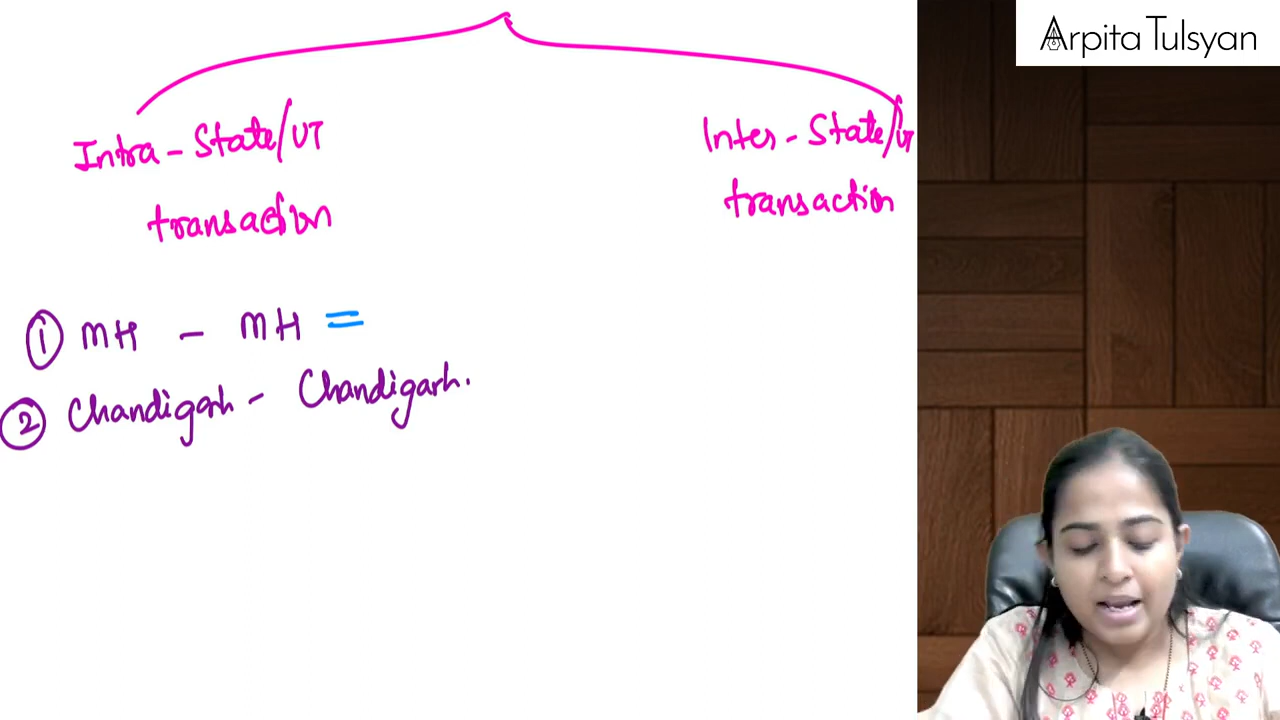 Arpita Tulsyan
Intra - State/UT
transaction
Inter - State/UT
transaction
① MH - MH =
② Chandigarh - Chandigarh.